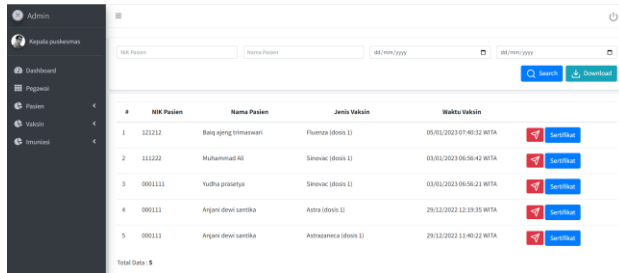 Admin
Kepala puskesmas
Dashboard
Pegawai
Pasien
Vaksin
Imunisasi
NIK Pasien Nama Pasien dd/mm/yyyy dd/mm/yyyy
Search Download
# NIK Pasien Nama Pasien Jenis Vaksin Waktu Vaksin
1 121212 Baiq ajeng trimaswari Fluenza (dosis 1) 05/01/2023 07:40:32 WITA Sertifikat
2 111222 Muhammad Ali Sinovac (dosis 1) 03/01/2023 06:56:42 WITA Sertifikat
3 0001111 Yudha prasetya Sinovac (dosis 1) 03/01/2023 06:56:21 WITA Sertifikat
4 000111 Anjani dewi santika Astra (dosis 1) 29/12/2022 12:19:35 WITA Sertifikat
5 000111 Anjani dewi santika Astrazaneca (dosis 1) 29/12/2022 11:40:22 WITA Sertifikat
Total Data : 5